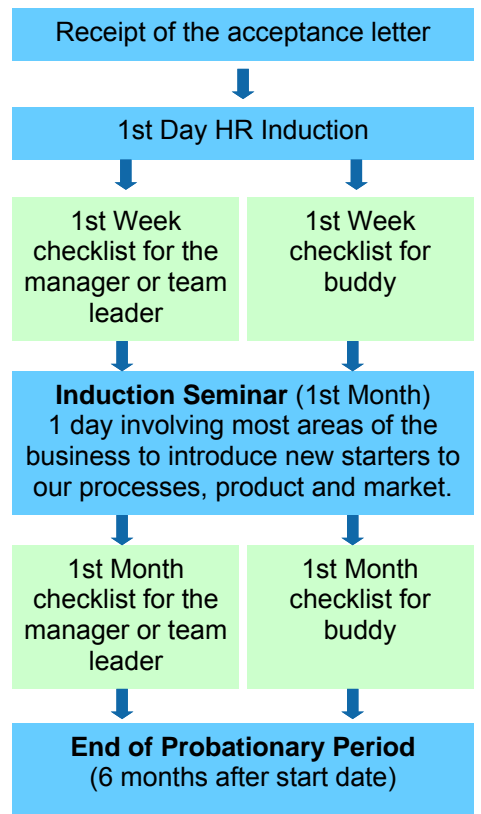 Receipt of the acceptance letter
1st Day HR Induction
1st Week
checklist for the
manager or team
leader
1st Week
checklist for
buddy
Induction Seminar (1st Month)
1 day involving most areas of the
business to introduce new starters to
our processes, product and market.
1st Month
checklist for the
manager or team
leader
1st Month
checklist for
buddy
End of Probationary Period
(6 months after start date)